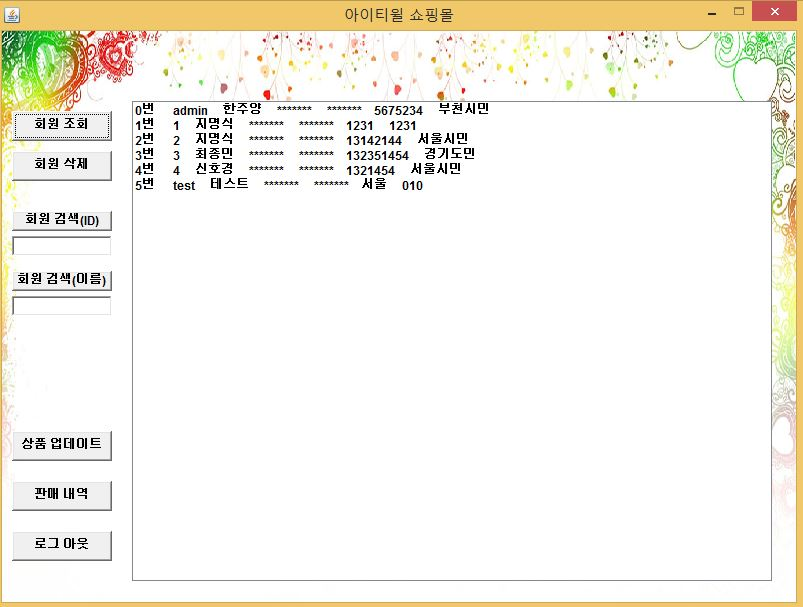 아이티윌 쇼핑몰
회원 조회
회원 삭제
회원 검색(ID)
회원 검색(이름)
상품 업데이트
판매 내역
로그 아웃
0번 admin 한주양 ******* ******* 5675234 부천시민
1번 1 지명식 ******* ******* 1231 1231
2번 2 지명식 ******* ******* 13142144 서울시민
3번 3 최종민 ******* ******* 132351454 경기도민
4번 4 신호경 ******* ******* 1321454 서울시민
5번 test 테스트 ******* ******* 서울 010